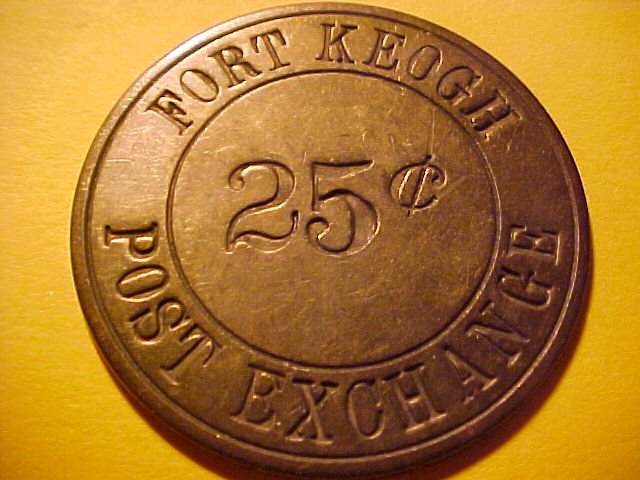 FORT KEOGH
25¢
POST EXCHANGE